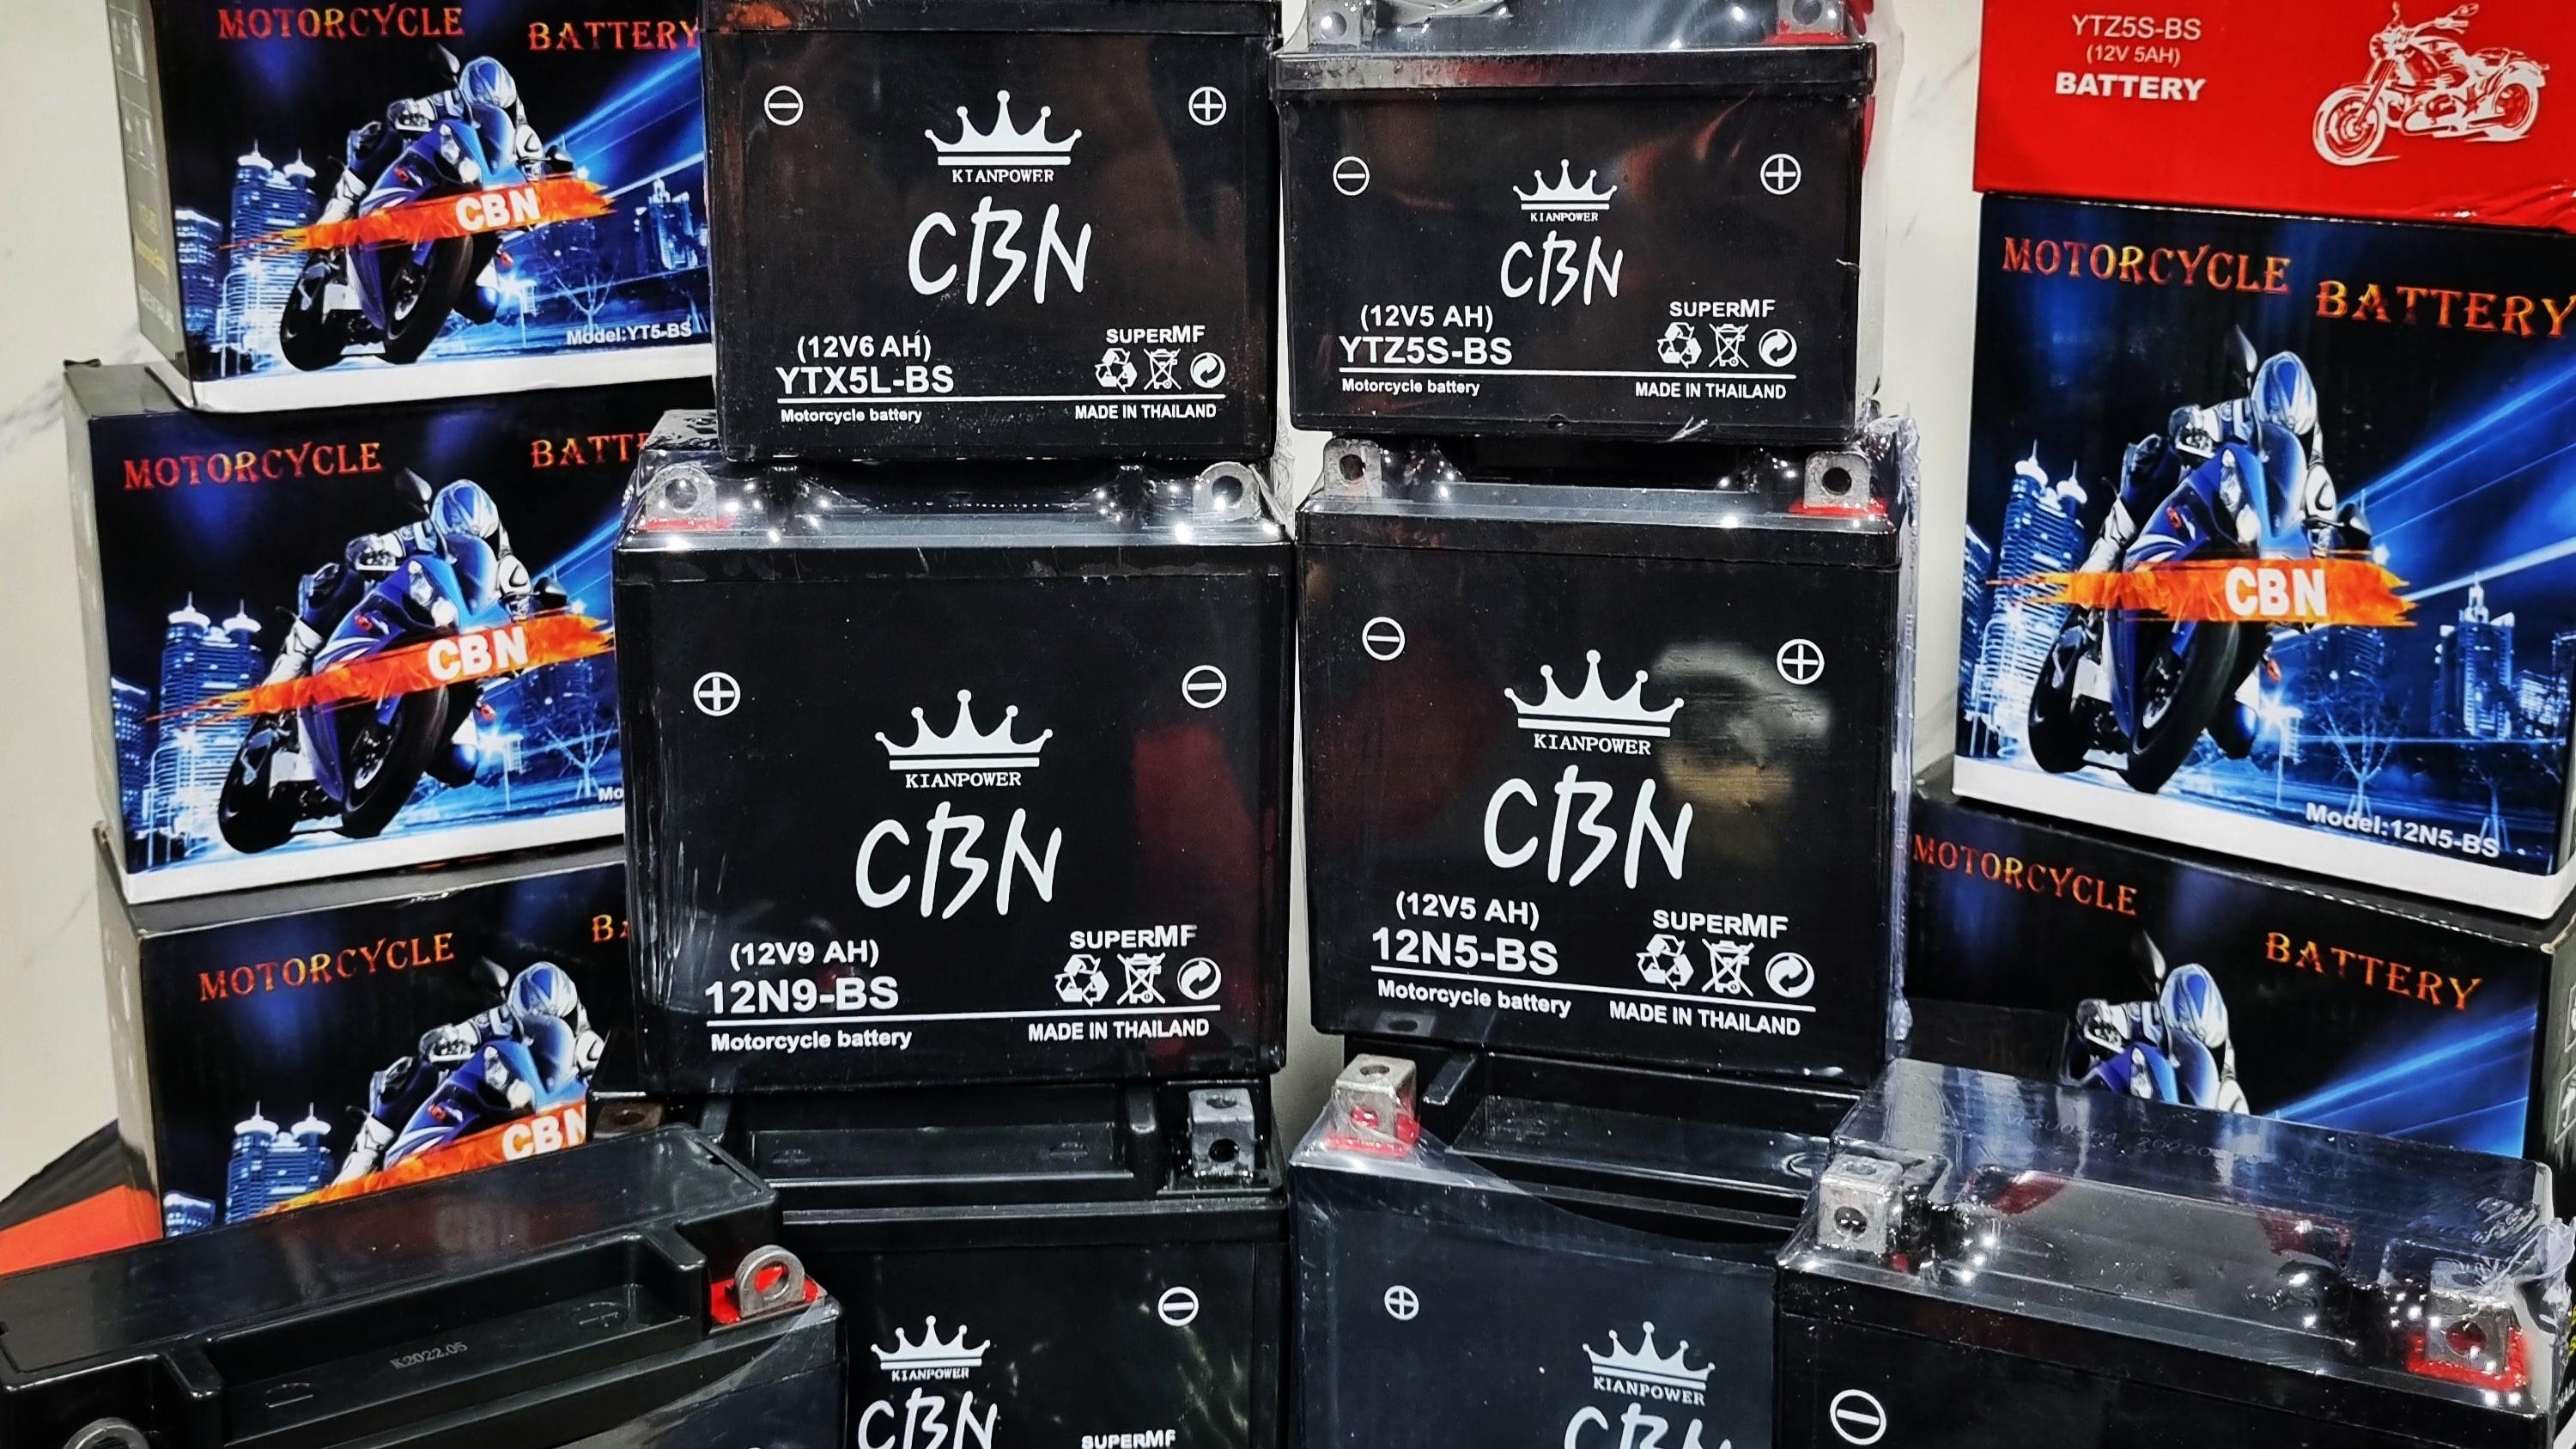 MOTORCYCLE BATTERY
CBN
Model:YT5-BS
KIANPOWER
CBN
(12V6 AH)
YTX5L-BS
SUPERMF
Motorcycle battery
MADE IN THAILAND
KIANPOWER
CBN
(12V5 AH)
YTZ5S-BS
SUPERMF
Motorcycle battery
MADE IN THAILAND
YTZ5S-BS
(12V 5AH)
BATTERY
MOTORCYCLE BATTERY
CBN
Model:12N5-BS
MOTORCYCLE BATT
CBN
Mo
KIANPOWER
CBN
(12V9 AH)
12N9-BS
SUPERMF
Motorcycle battery
MADE IN THAILAND
KIANPOWER
CBN
(12V5 AH)
12N5-BS
SUPERMF
Motorcycle battery
MADE IN THAILAND
MOTORCYCLE BATTERY
MOTORCYCLE BA
CBN
K2022.05
KIANPOWER
CBN
SUPERMF
KIANPOWER
CBN